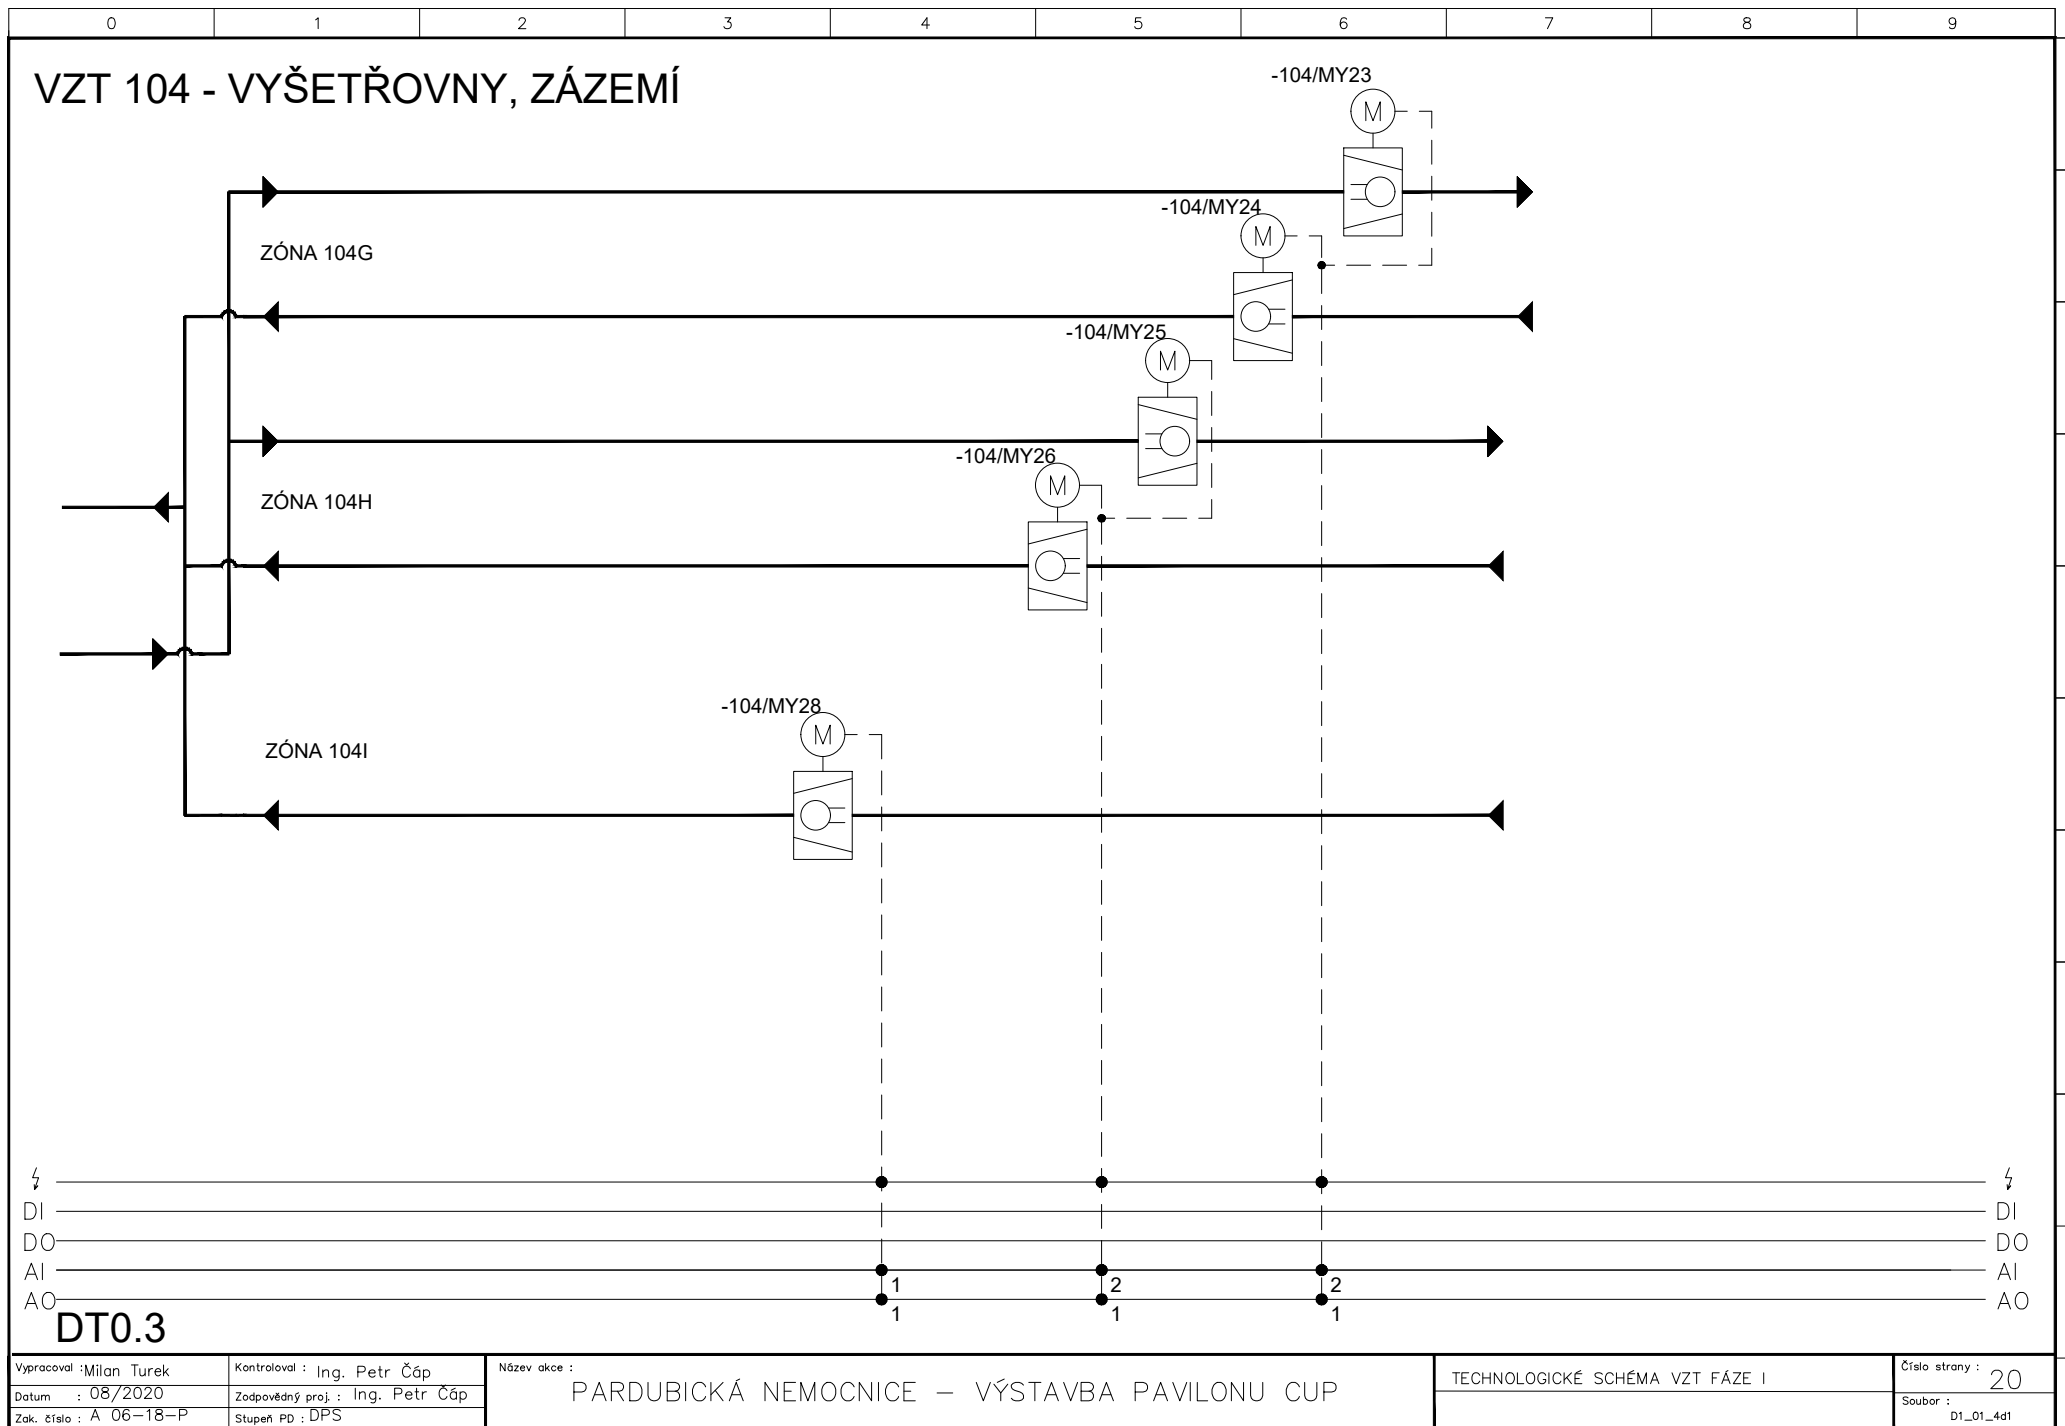 0 1 2 3 4 5 6 7 8 9
VZT 104 - VYŠETŘOVNY, ZÁZEMÍ
-104/MY23
M
-104/MY24
M
ZÓNA 104G
-104/MY25
M
-104/MY26
M
ZÓNA 104H
-104/MY28
M
ZÓNA 104I
DI DI
DO DO
AI 1 2 2 AI
AO 1 1 1 AO
DT0.3
Vypracoval : Milan Turek
Datum : 08/2020
Zak. číslo : A 06-18-P
Kontroloval : Ing. Petr Čáp
Zodpovědný proj. : Ing. Petr Čáp
Stupeň PD : DPS
Název akce :
PARDUBICKÁ NEMOCNICE – VÝSTAVBA PAVILONU CUP
TECHNOLOGICKÉ SCHÉMA VZT FÁZE I
Číslo strany : 20
Soubor :
D1_01_4d1